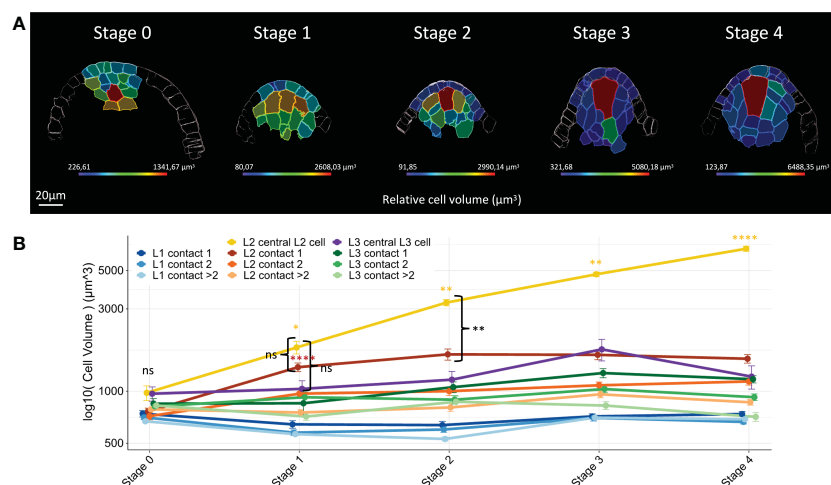 A
Stage 0 Stage 1 Stage 2 Stage 3 Stage 4
226,61 1341,67 µm³ 80,07 2608,03 µm³ 91,85 2990,14 µm³ 321,68 5080,18 µm³ 123,87 6488,35 µm³
20µm
Relative cell volume (µm³)
B
log10( Cell Volume ) (µm^3)
5000
3000
1000
500
L1 contact 1 L2 central L2 cell L3 central L3 cell
L1 contact 2 L2 contact 1 L3 contact 1
L1 contact >2 L2 contact 2 L3 contact 2
L2 contact >2 L3 contact >2
ns
*
ns
****
ns
**
**
**
****
Stage 0 Stage 1 Stage 2 Stage 3 Stage 4